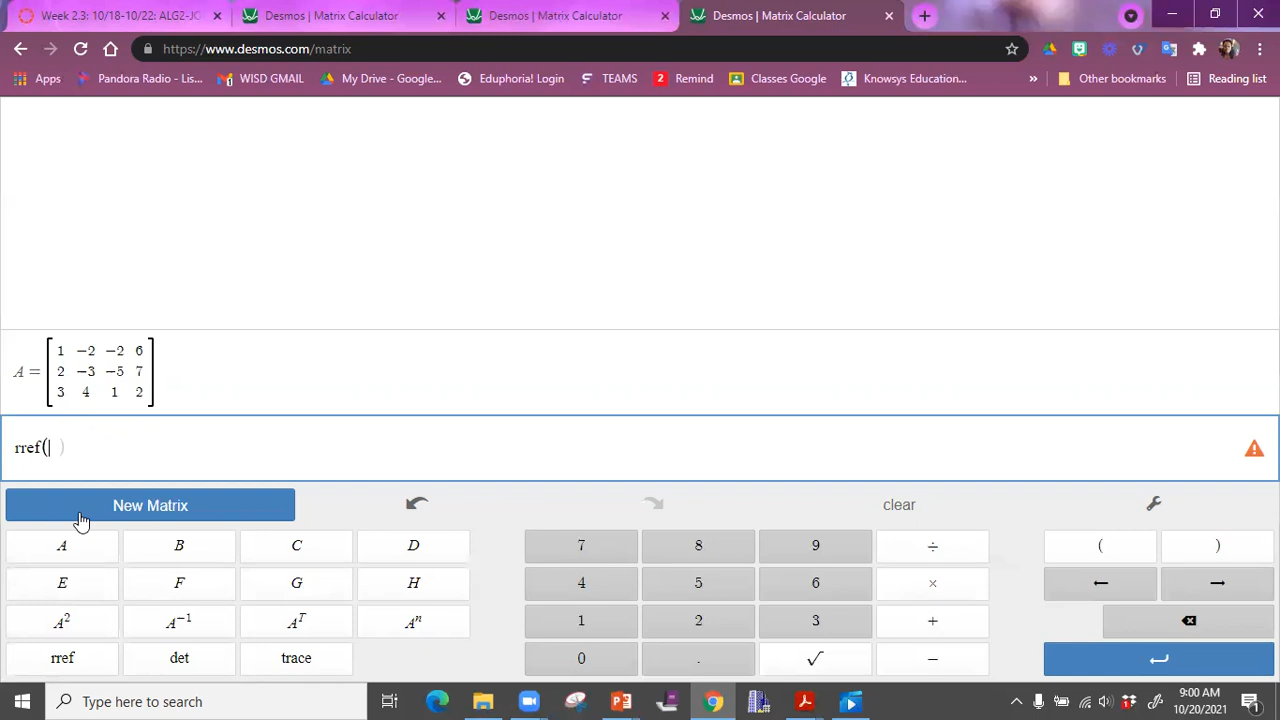 Week 2.3: 10/18-10/22: ALG2-JO
Desmos | Matrix Calculator
Desmos | Matrix Calculator
Desmos | Matrix Calculator
https://www.desmos.com/matrix
Apps
Pandora Radio - Lis...
WISD GMAIL
My Drive - Google...
Eduphoria! Login
TEAMS
2 Remind
Classes Google
Knowsys Education...
»
Other bookmarks
Reading list
A =
1 −2 −2 6
2 −3 −5 7
3 4 1 2
rref( )
New Matrix
clear
A B C D 7 8 9 ÷ ( )
E F G H 4 5 6 × ← →
A² A⁻¹ Aᵀ Aⁿ 1 2 3 +
rref det trace 0 . √ −
Type here to search
9:00 AM
10/20/2021
1